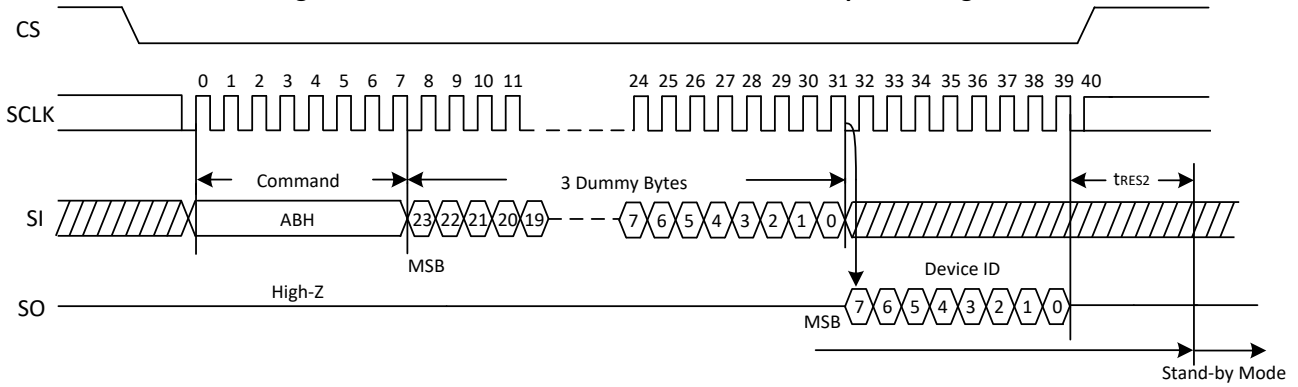 CS
0 1 2 3 4 5 6 7 8 9 10 11 24 25 26 27 28 29 30 31 32 33 34 35 36 37 38 39 40
SCLK
Command 3 Dummy Bytes tRES2
SI ABH 23 22 21 20 19 7 6 5 4 3 2 1 0
MSB
High-Z Device ID
SO 7 6 5 4 3 2 1 0
MSB
Stand-by Mode